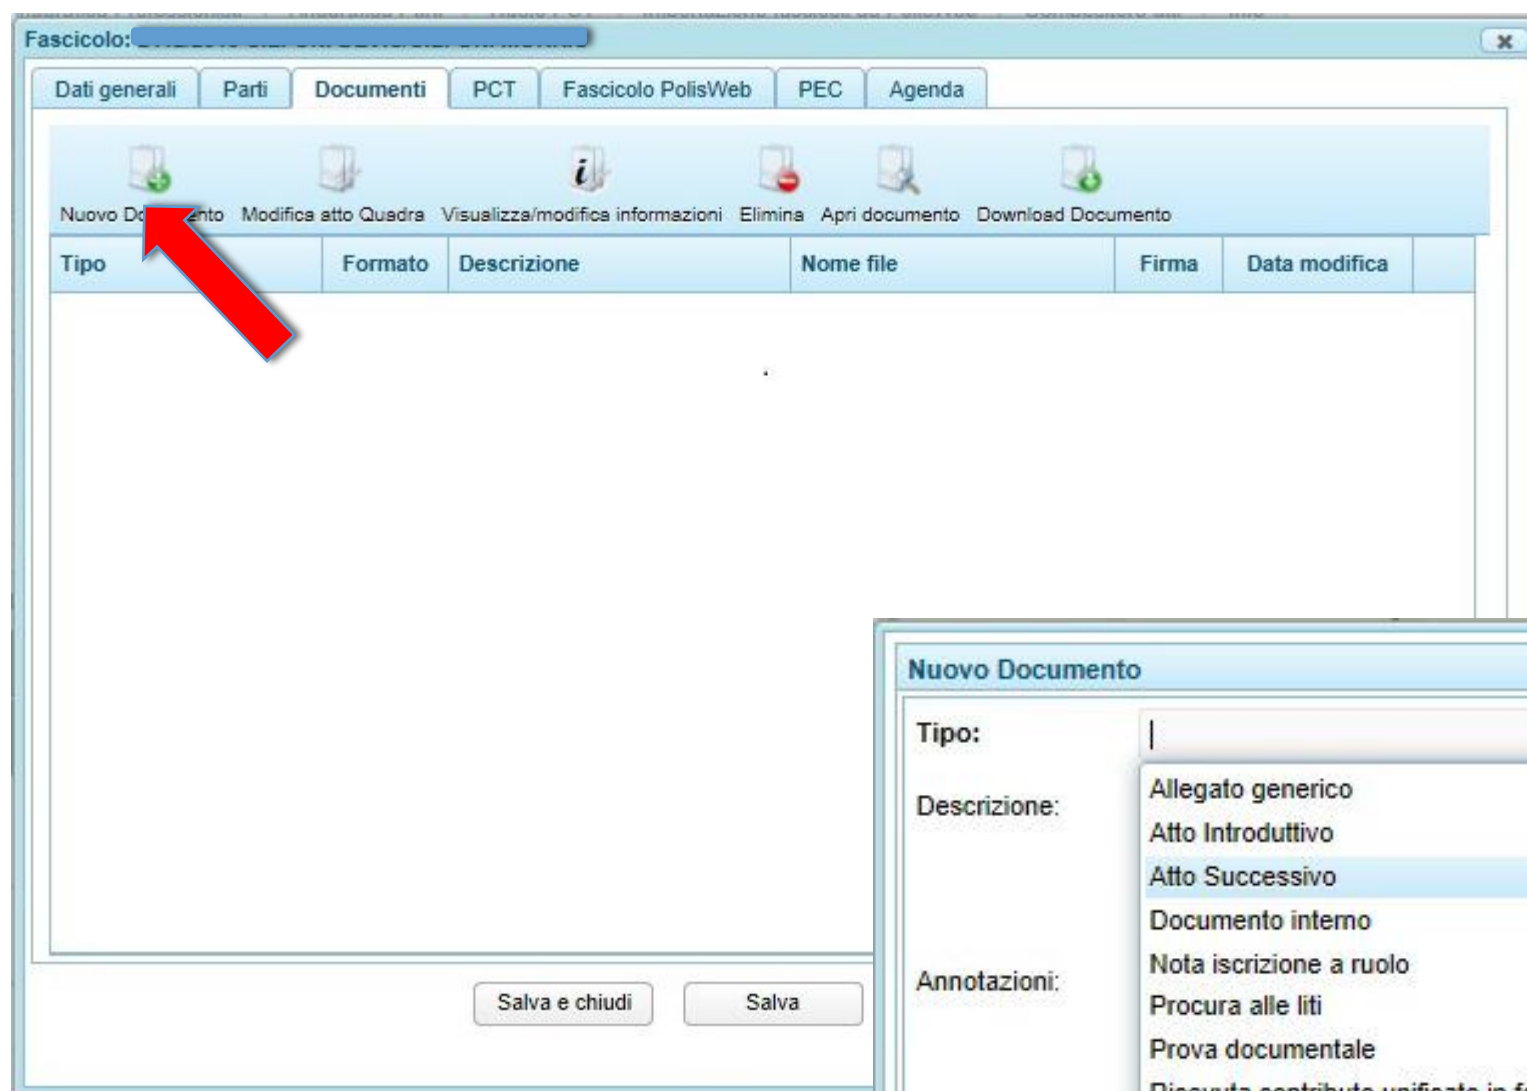 Fascicolo:
Dati generali Parti Documenti PCT Fascicolo PolisWeb PEC Agenda
Nuovo Modifica atto Quadra Visualizza/modifica informazioni Elimina Apri documento Download Documento
Tipo Formato Descrizione Nome file Firma Data modifica
Salva e chiudi Salva
Nuovo Documento
Tipo:
Descrizione:
Annotazioni:
Allegato generico
Atto Introduttivo
Atto Successivo
Documento interno
Nota iscrizione a ruolo
Procura alle liti
Prova documentale